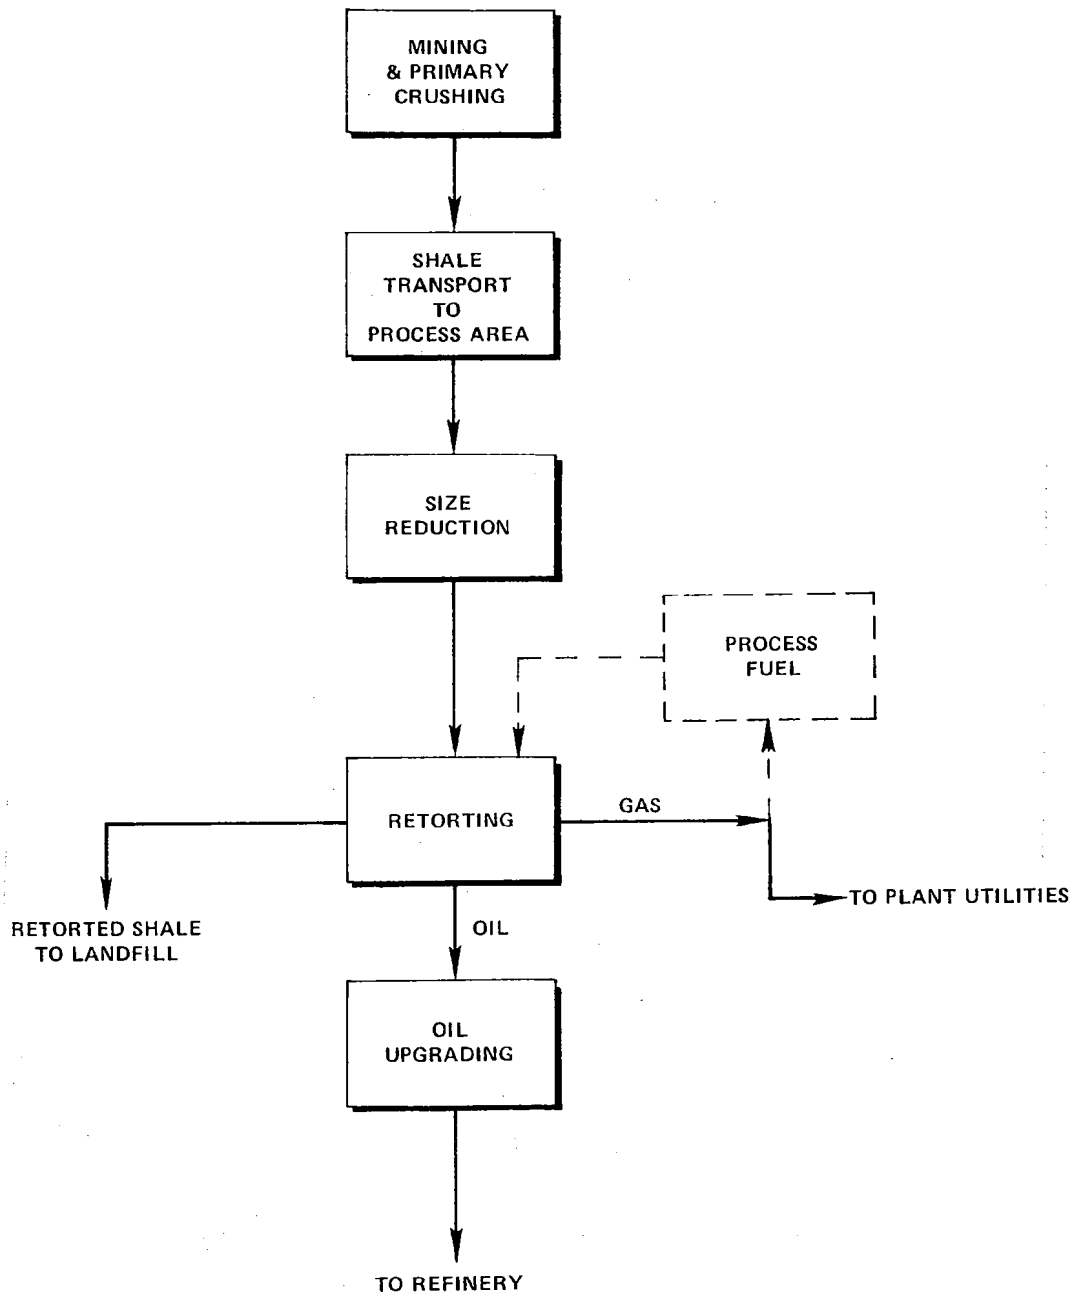 MINING
& PRIMARY
CRUSHING
SHALE
TRANSPORT
TO
PROCESS AREA
SIZE
REDUCTION
PROCESS
FUEL
RETORTING
GAS
TO PLANT UTILITIES
RETORTED SHALE
TO LANDFILL
OIL
OIL
UPGRADING
TO REFINERY